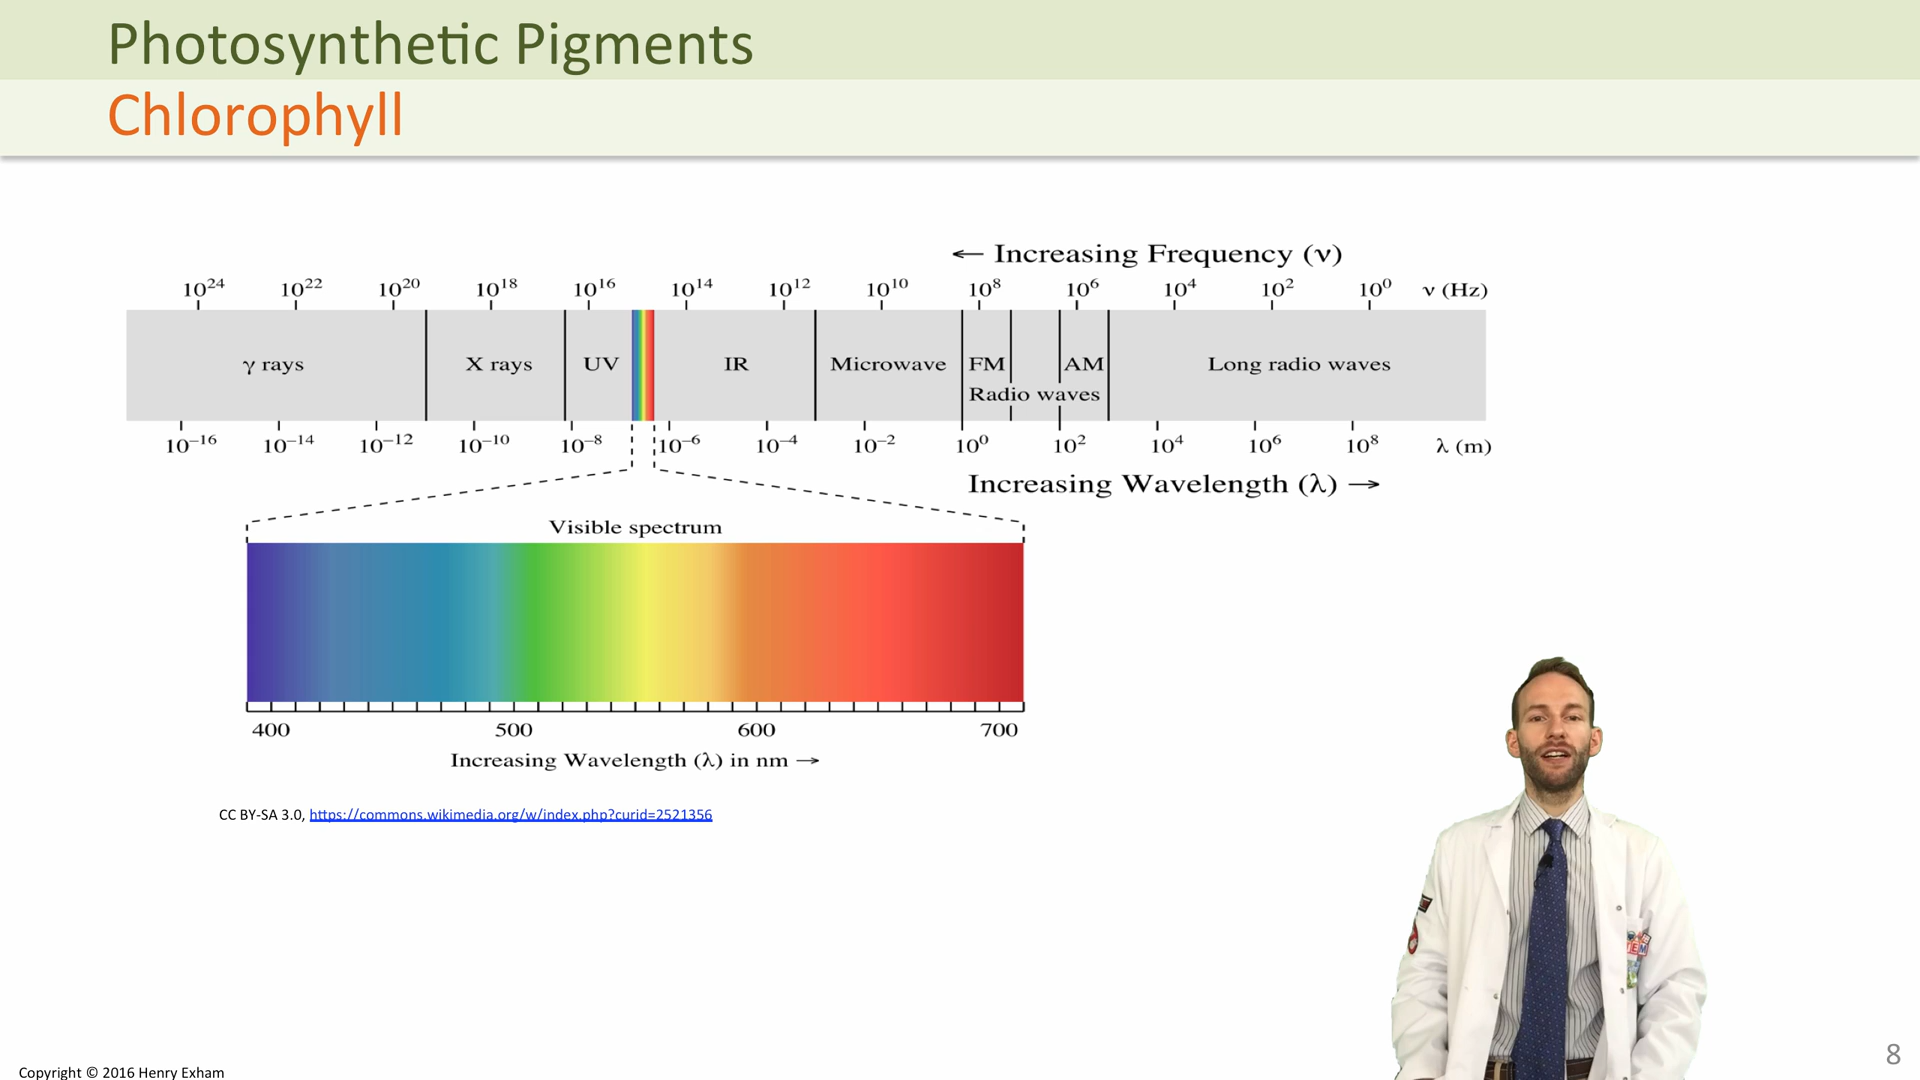 Photosynthetic Pigments
Chlorophyll
← Increasing Frequency (ν)
10²⁴ 10²² 10²⁰ 10¹⁸ 10¹⁶ 10¹⁴ 10¹² 10¹⁰ 10⁸ 10⁶ 10⁴ 10² 10⁰ ν (Hz)
γ rays X rays UV IR Microwave FM AM Long radio waves
Radio waves
10⁻¹⁶ 10⁻¹⁴ 10⁻¹² 10⁻¹⁰ 10⁻⁸ 10⁻⁶ 10⁻⁴ 10⁻² 10⁰ 10² 10⁴ 10⁶ 10⁸ λ (m)
Increasing Wavelength (λ) →
Visible spectrum
400 500 600 700
Increasing Wavelength (λ) in nm →
CC BY-SA 3.0, https://commons.wikimedia.org/w/index.php?curid=2521356
8
Copyright © 2016 Henry Exham